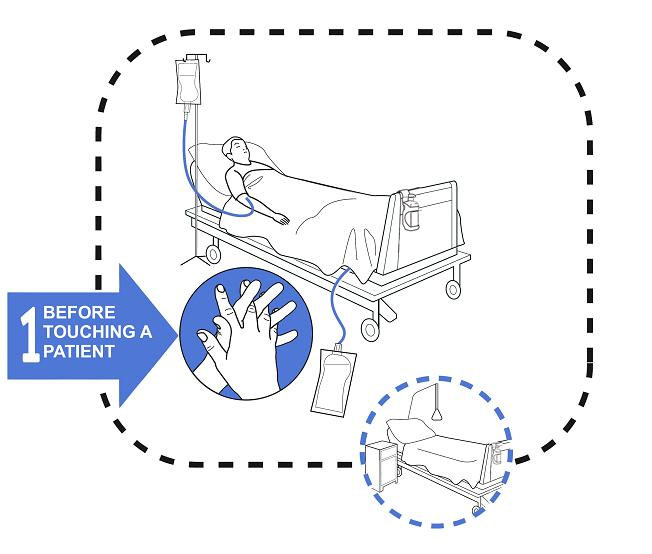 1
BEFORE
TOUCHING A
PATIENT